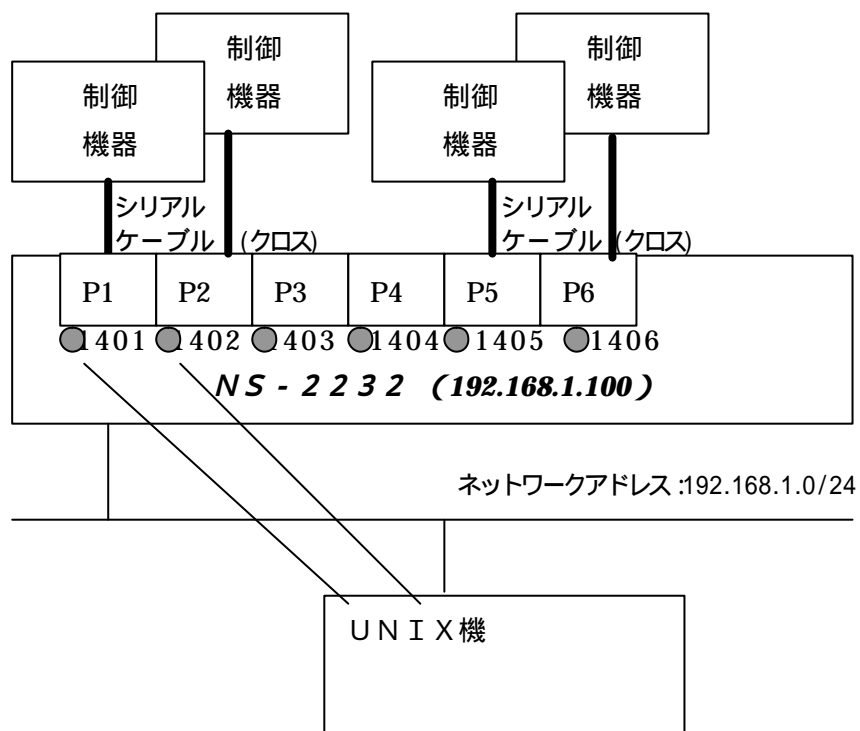 制御
機器
制御
機器
制御
機器
制御
機器
シリアル
ケーブル (クロス)
シリアル
ケーブル (クロス)
P1 P2 P3 P4 P5 P6
1401 1402 1403 1404 1405 1406
NS-2232 (192.168.1.100)
ネットワークアドレス:192.168.1.0/24
UNIX機